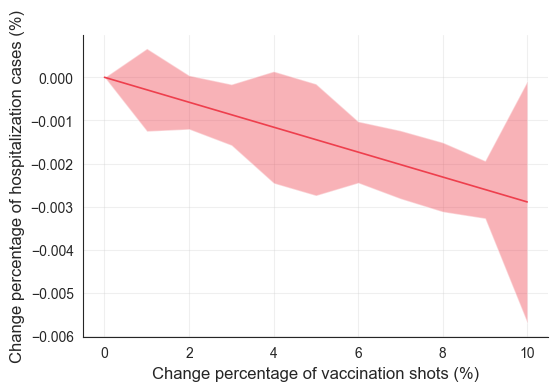 Change percentage of hospitalization cases (%)
0.000
−0.001
−0.002
−0.003
−0.004
−0.005
−0.006
0 2 4 6 8 10
Change percentage of vaccination shots (%)